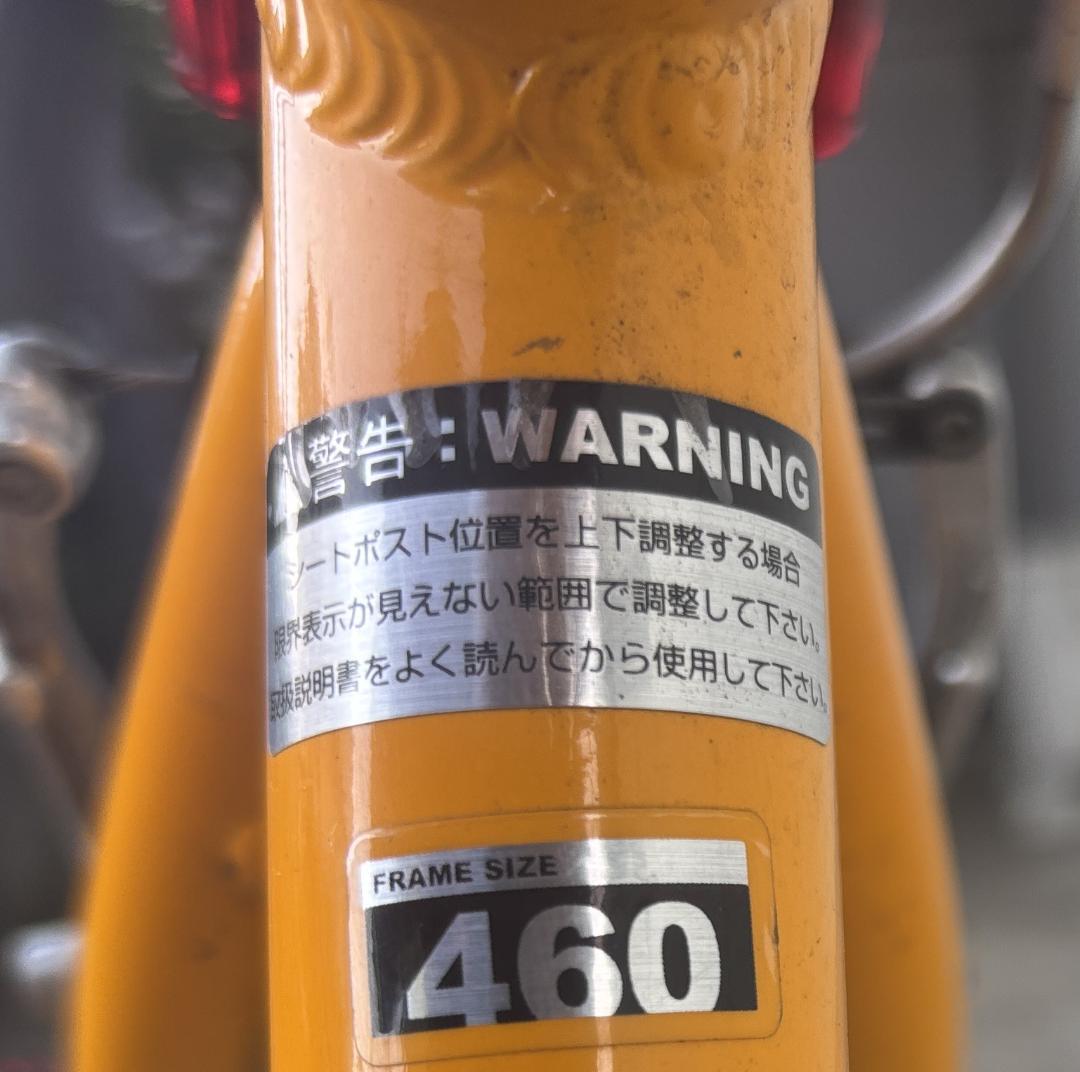 警告：WARNING
シートポスト位置を上下調整する場合
限界表示が見えない範囲で調整して下さい。
取扱説明書をよく読んでから使用して下さい。
FRAME SIZE
460